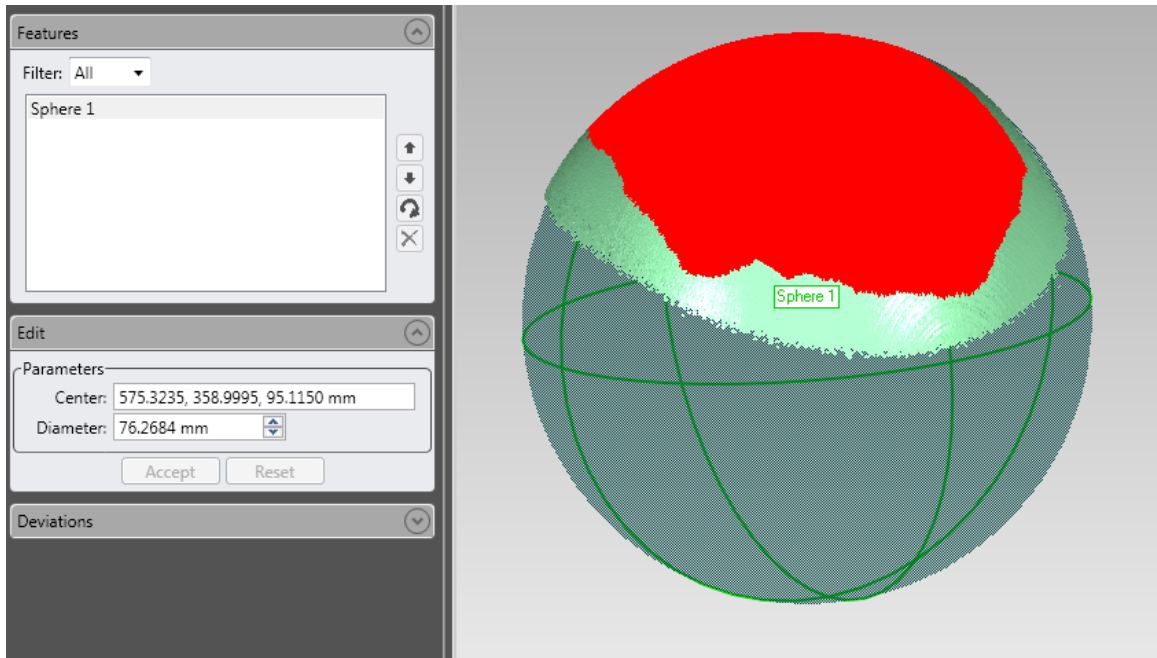 Features
Filter: All
Sphere 1
Edit
Parameters
Center: 575.3235, 358.9995, 95.1150 mm
Diameter: 76.2684 mm
Accept Reset
Deviations
Sphere 1